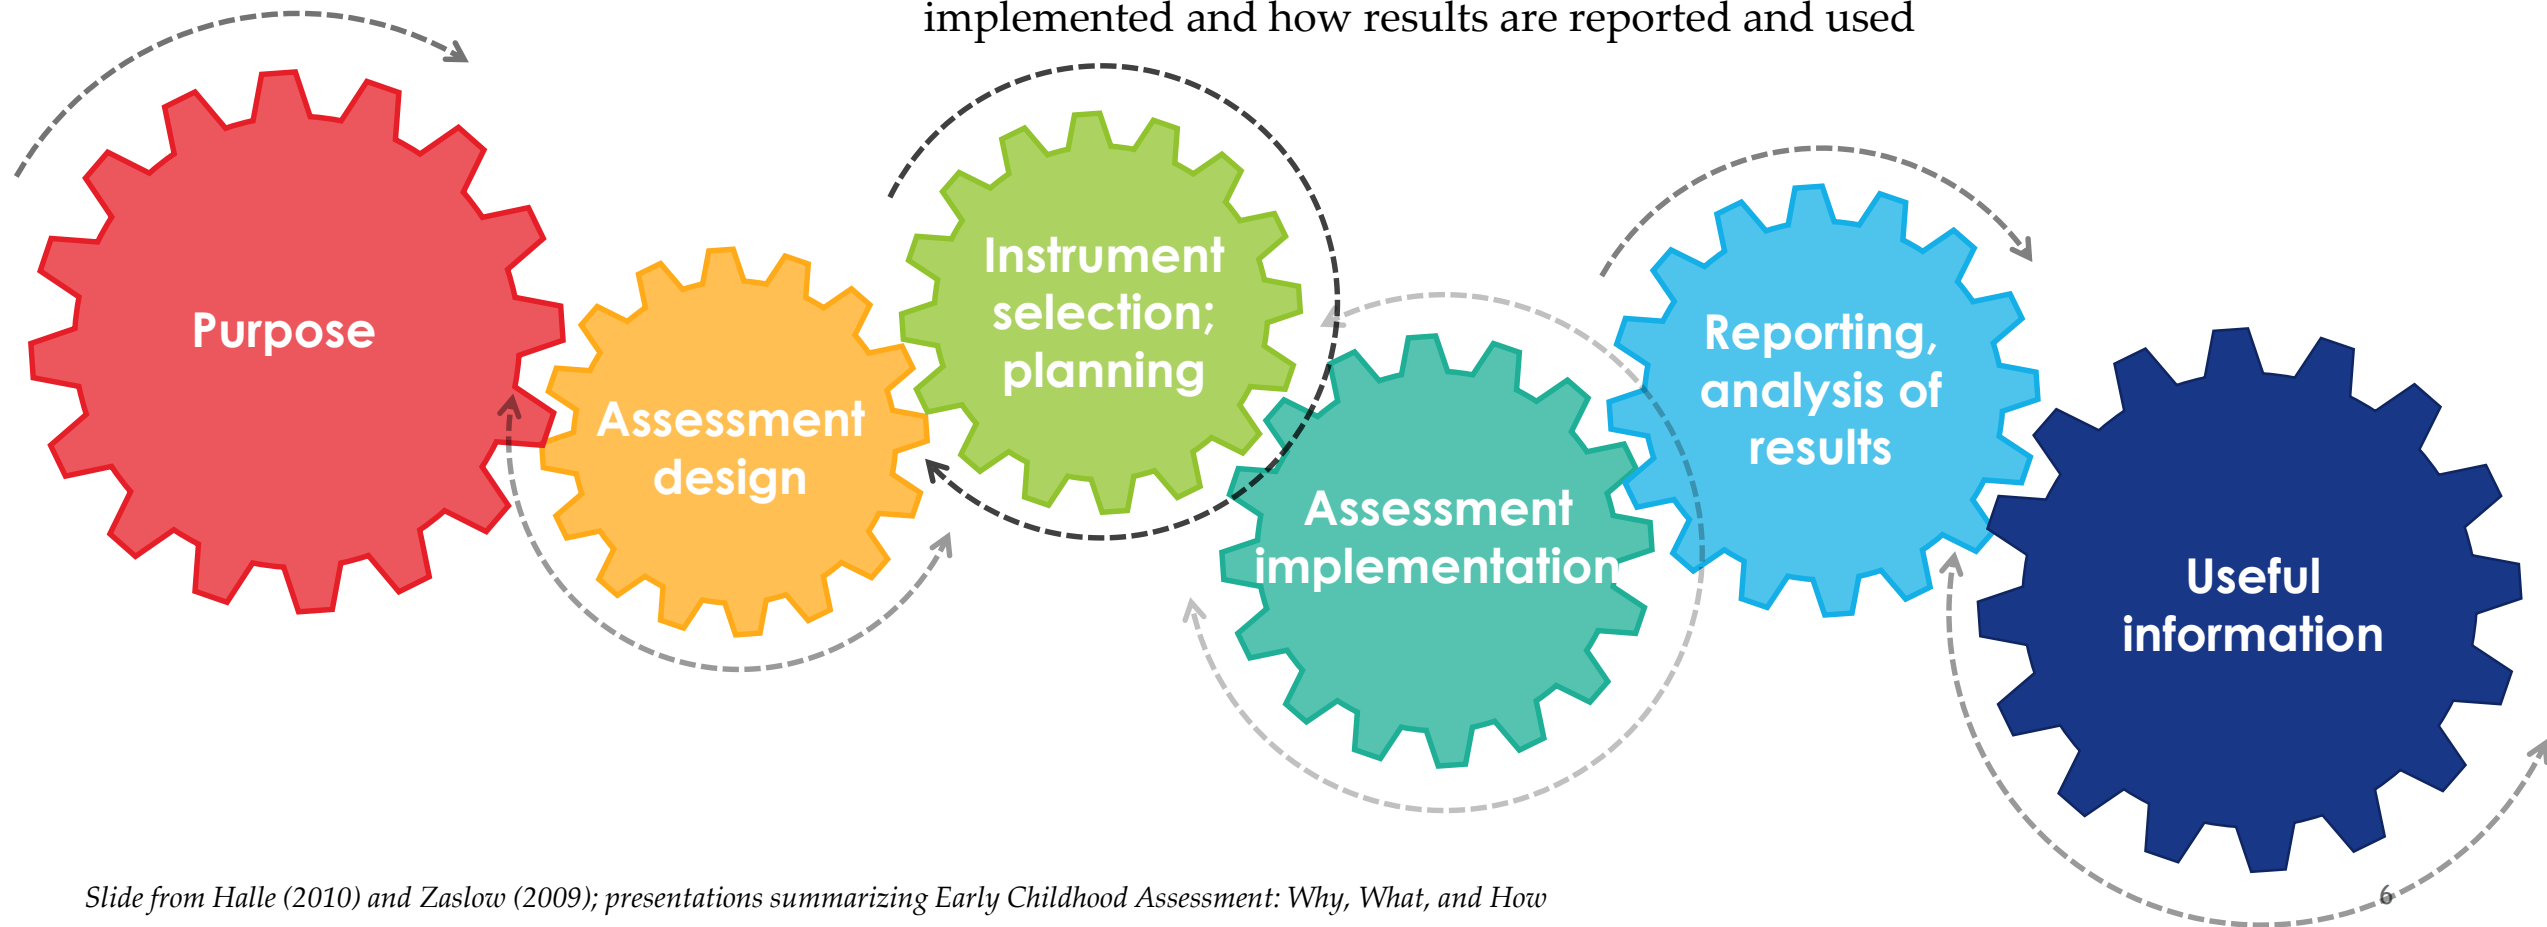 implemented and how results are reported and used
Purpose
Assessment
design
Instrument
selection;
planning
Assessment
implementation
Reporting,
analysis of
results
Useful
information
Slide from Halle (2010) and Zaslow (2009); presentations summarizing Early Childhood Assessment: Why, What, and How
6